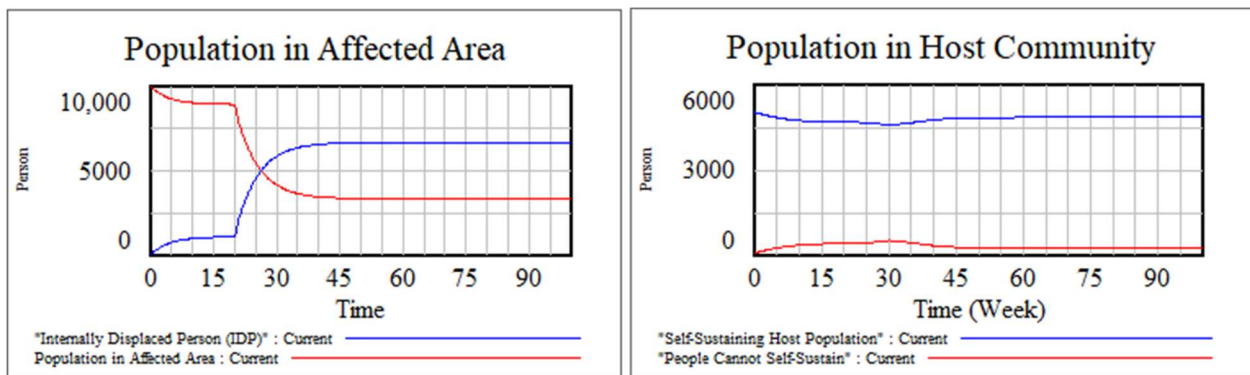 Population in Affected Area
10,000
5000
0
Person
0 15 30 45 60 75 90
Time
"Internally Displaced Person (IDP)" : Current
Population in Affected Area : Current
Population in Host Community
6000
3000
0
Person
0 15 30 45 60 75 90
Time (Week)
"Self-Sustaining Host Population" : Current
"People Cannot Self-Sustain" : Current